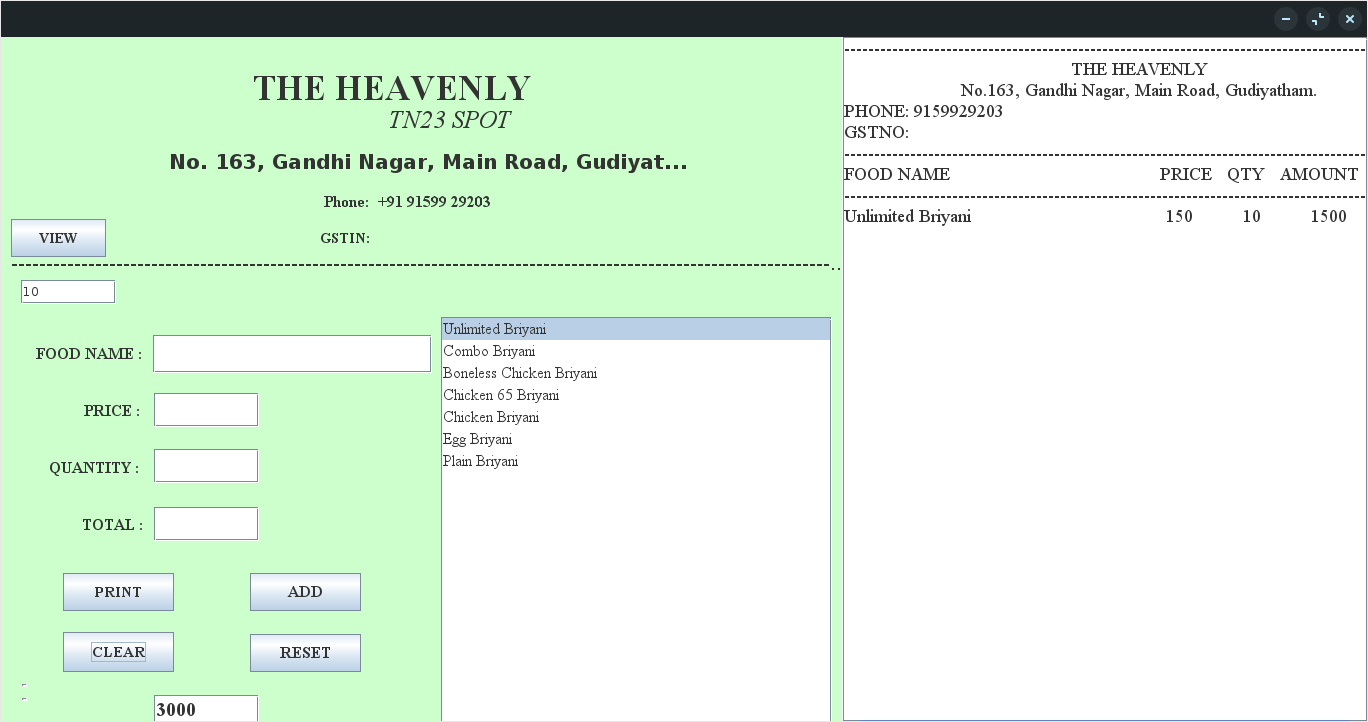 THE HEAVENLY
TN23 SPOT
No. 163, Gandhi Nagar, Main Road, Gudiyat...
Phone: +91 91599 29203
VIEW
GSTIN:
10
FOOD NAME :
PRICE :
QUANTITY :
TOTAL :
PRINT ADD
CLEAR RESET
3000
Unlimited Briyani
Combo Briyani
Boneless Chicken Briyani
Chicken 65 Briyani
Chicken Briyani
Egg Briyani
Plain Briyani
THE HEAVENLY
No.163, Gandhi Nagar, Main Road, Gudiyatham.
PHONE: 9159929203
GSTNO:
FOOD NAME PRICE QTY AMOUNT
Unlimited Briyani 150 10 1500